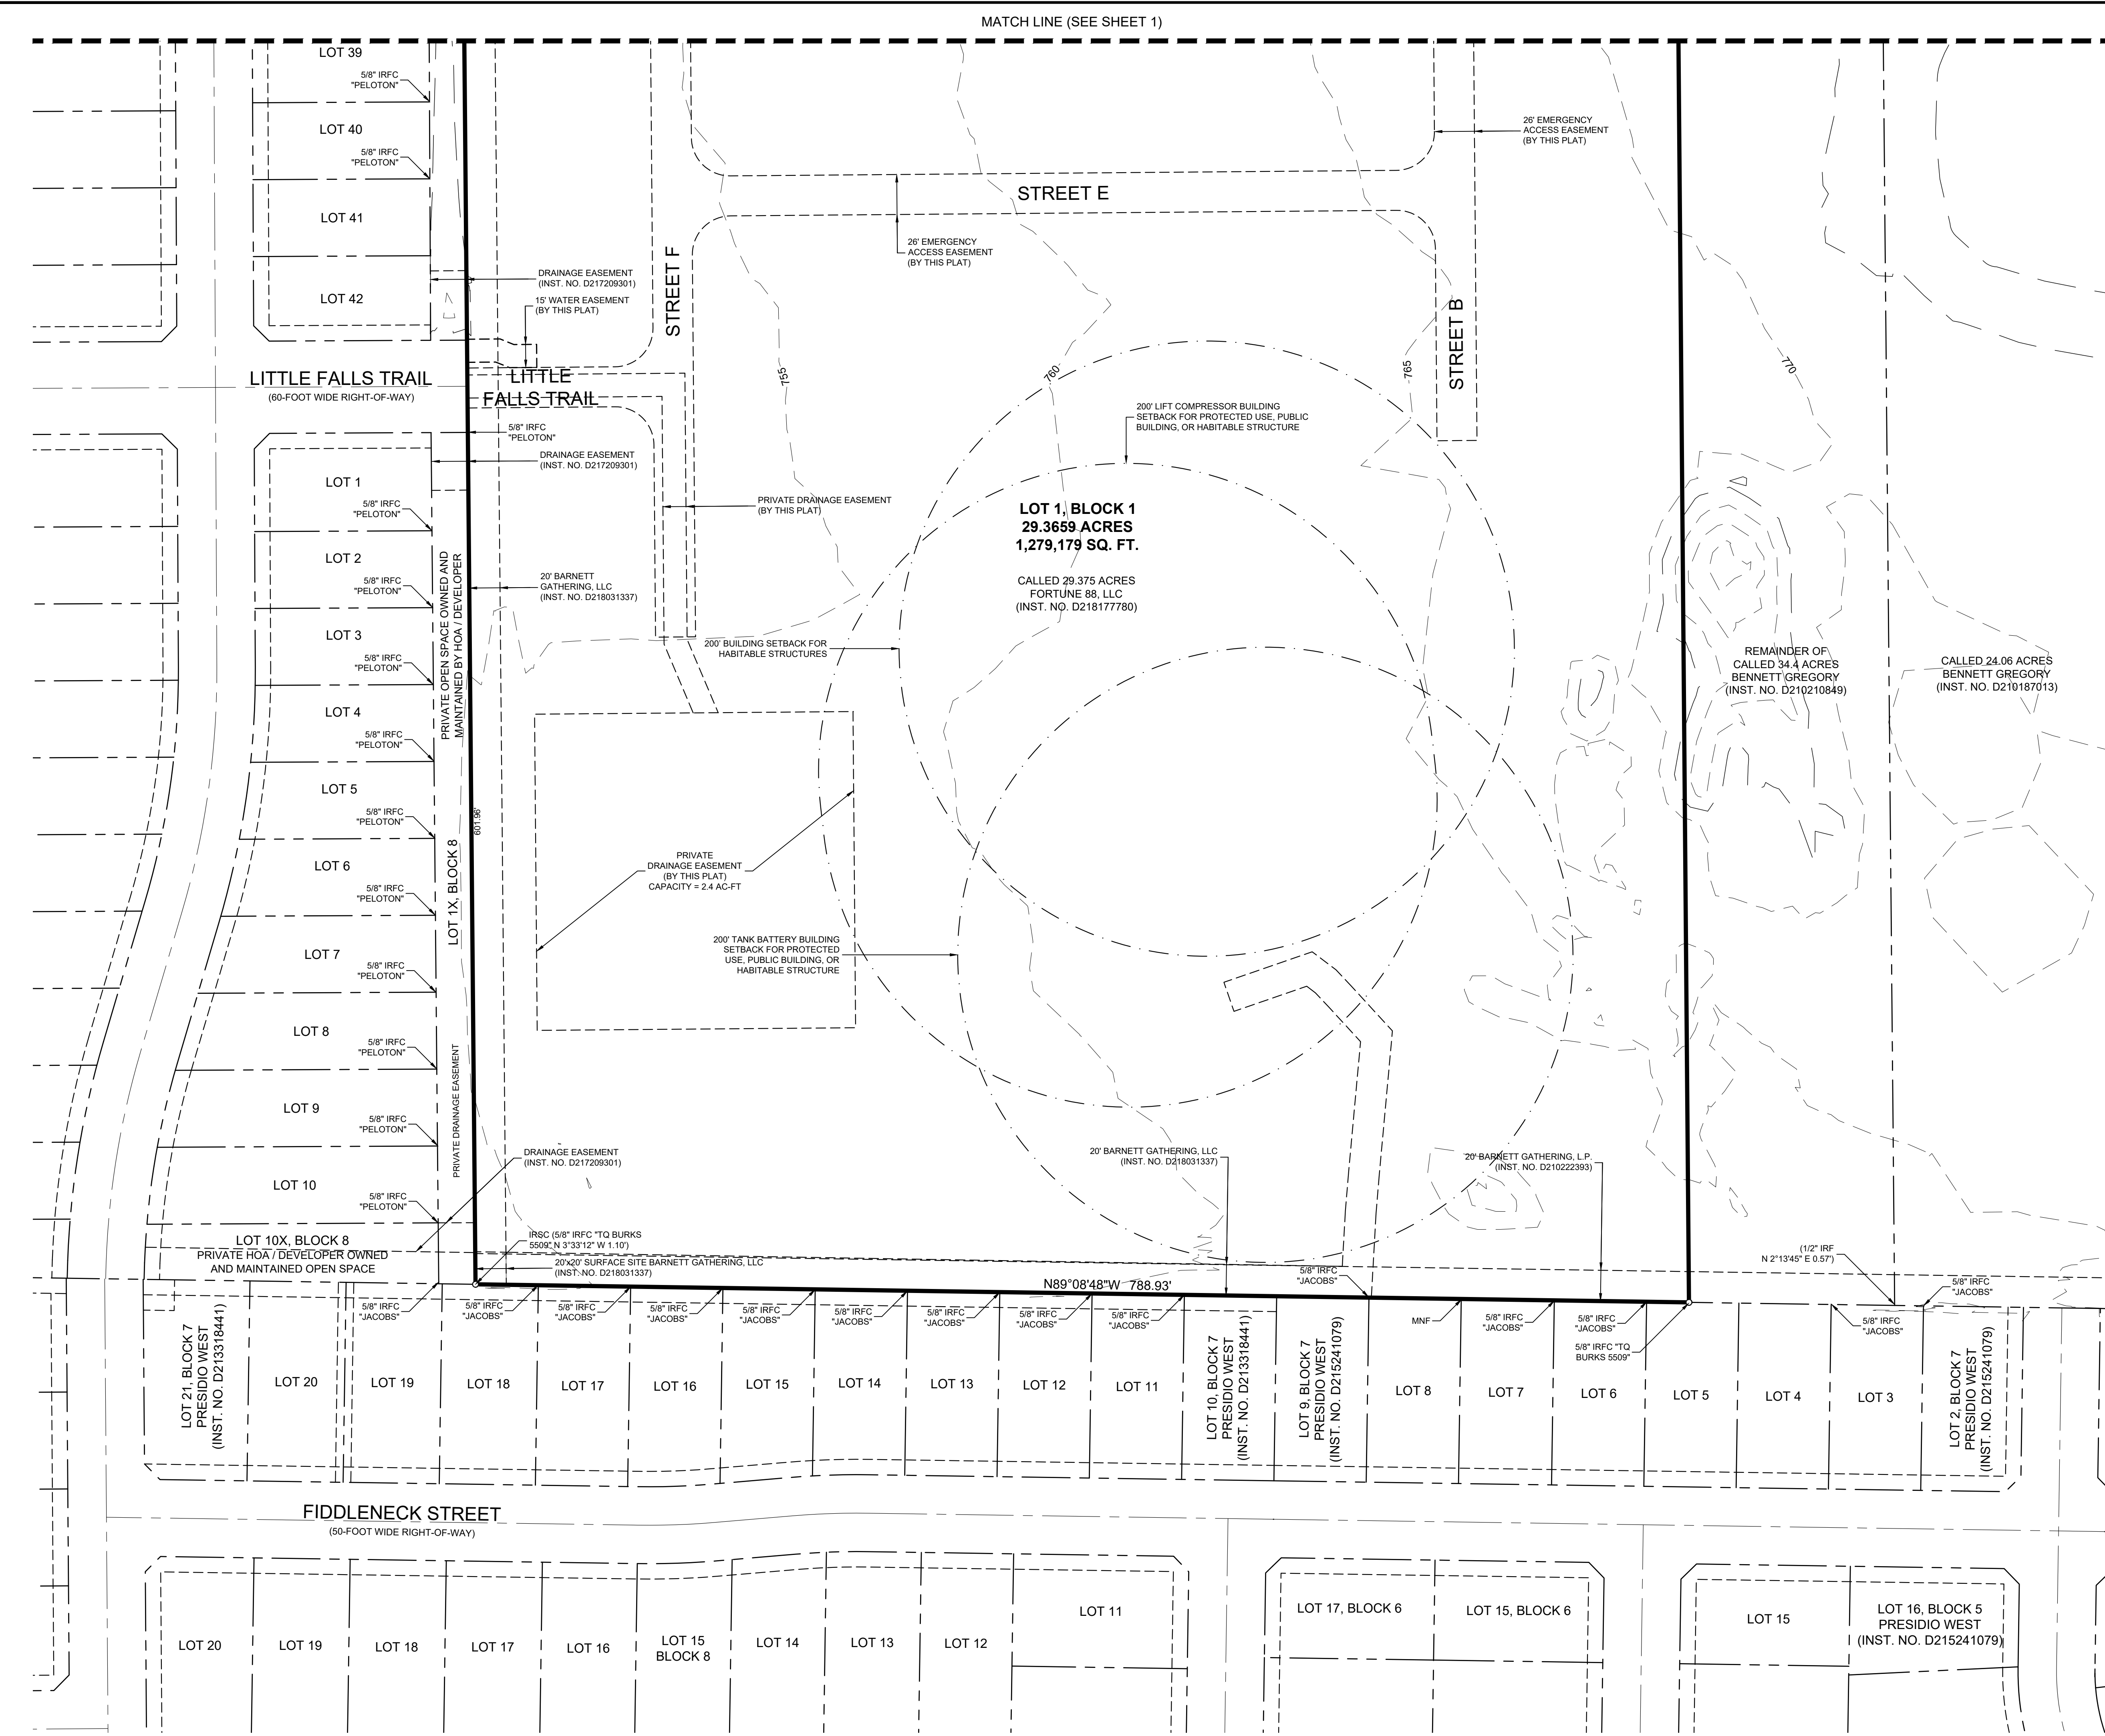 MATCH LINE (SEE SHEET 1)
LOT 39
5/8" IRFC
"PELOTON"
LOT 40
5/8" IRFC
"PELOTON"
LOT 41
LOT 42
26' EMERGENCY
ACCESS EASEMENT
(BY THIS PLAT)
STREET E
26' EMERGENCY
ACCESS EASEMENT
(BY THIS PLAT)
STREET F
STREET B
DRAINAGE EASEMENT
(INST. NO. D217209301)
15' WATER EASEMENT
(BY THIS PLAT)
LITTLE FALLS TRAIL
(60-FOOT WIDE RIGHT-OF-WAY)
LITTLE
FALLS TRAIL
755
760
765
770
5/8" IRFC
"PELOTON"
DRAINAGE EASEMENT
(INST. NO. D217209301)
200' LIFT COMPRESSOR BUILDING
SETBACK FOR PROTECTED USE, PUBLIC
BUILDING, OR HABITABLE STRUCTURE
PRIVATE DRAINAGE EASEMENT
(BY THIS PLAT)
LOT 1, BLOCK 1
29.3659 ACRES
1,279,179 SQ. FT.
CALLED 29.375 ACRES
FORTUNE 88, LLC
(INST. NO. D218177780)
20' BARNETT
GATHERING, LLC
(INST. NO. D218031337)
200' BUILDING SETBACK FOR
HABITABLE STRUCTURES
REMAINDER OF
CALLED 34.4 ACRES
BENNETT GREGORY
(INST. NO. D210210849)
CALLED 24.06 ACRES
BENNETT GREGORY
(INST. NO. D210187013)
LOT 1
5/8" IRFC
"PELOTON"
LOT 2
5/8" IRFC
"PELOTON"
LOT 3
5/8" IRFC
"PELOTON"
LOT 4
5/8" IRFC
"PELOTON"
LOT 5
5/8" IRFC
"PELOTON"
LOT 6
5/8" IRFC
"PELOTON"
LOT 7
5/8" IRFC
"PELOTON"
LOT 8
5/8" IRFC
"PELOTON"
LOT 9
5/8" IRFC
"PELOTON"
LOT 10
5/8" IRFC
"PELOTON"
PRIVATE OPEN SPACE OWNED AND
MAINTAINED BY HOA / DEVELOPER
LOT 1X, BLOCK 8
PRIVATE DRAINAGE EASEMENT
601.96'
PRIVATE
DRAINAGE EASEMENT
(BY THIS PLAT)
CAPACITY = 2.4 AC-FT
200' TANK BATTERY BUILDING
SETBACK FOR PROTECTED
USE, PUBLIC BUILDING, OR
HABITABLE STRUCTURE
DRAINAGE EASEMENT
(INST. NO. D217209301)
20' BARNETT GATHERING, LLC
(INST. NO. D218031337)
20' BARNETT GATHERING, L.P.
(INST. NO. D210222393)
LOT 10X, BLOCK 8
PRIVATE HOA / DEVELOPER OWNED
AND MAINTAINED OPEN SPACE
IRSC (5/8" IRFC "TQ BURKS
5509" N 3°33'12" W 1.10')
20'x20' SURFACE SITE BARNETT GATHERING, LLC
(INST. NO. D218031337)
N89°08'48"W 788.93'
5/8" IRFC
"JACOBS"
(1/2" IRF
N 2°13'45" E 0.57')
5/8" IRFC
"JACOBS"
5/8" IRFC
"JACOBS"
5/8" IRFC
"JACOBS"
5/8" IRFC
"JACOBS"
5/8" IRFC
"JACOBS"
5/8" IRFC
"JACOBS"
5/8" IRFC
"JACOBS"
5/8" IRFC
"JACOBS"
5/8" IRFC
"JACOBS"
5/8" IRFC
"JACOBS"
MNF
5/8" IRFC
"JACOBS"
5/8" IRFC
"JACOBS"
5/8" IRFC "TQ
BURKS 5509"
5/8" IRFC
"JACOBS"
LOT 21, BLOCK 7
PRESIDIO WEST
(INST. NO. D213318441)
LOT 20
LOT 19
LOT 18
LOT 17
LOT 16
LOT 15
LOT 14
LOT 13
LOT 12
LOT 11
LOT 10, BLOCK 7
PRESIDIO WEST
(INST. NO. D213318441)
LOT 9, BLOCK 7
PRESIDIO WEST
(INST. NO. D215241079)
LOT 8
LOT 7
LOT 6
LOT 5
LOT 4
LOT 3
LOT 2, BLOCK 7
PRESIDIO WEST
(INST. NO. D215241079)
FIDDLENECK STREET
(50-FOOT WIDE RIGHT-OF-WAY)
LOT 20
LOT 19
LOT 18
LOT 17
LOT 16
LOT 15
BLOCK 8
LOT 14
LOT 13
LOT 12
LOT 11
LOT 17, BLOCK 6
LOT 15, BLOCK 6
LOT 15
LOT 16, BLOCK 5
PRESIDIO WEST
(INST. NO. D215241079)